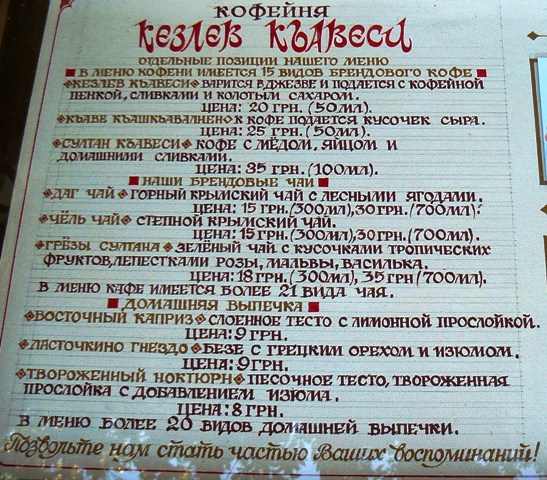 КОФЕЙНЯ
КЕЗЛЕВ КЪАВЕСИ
ОТДЕЛЬНЫЕ ПОЗИЦИИ НАШЕГО МЕНЮ
В МЕНЮ КОФЕНИ ИМЕЕТСЯ 15 ВИДОВ БРЕНДОВОГО КОФЕ
КЕЗЛЕВ КЪАВЕСИ ВАРИТСЯ В ДЖЕЗВЕ И ПОДАЕТСЯ С КОФЕЙНОЙ
ПЕНКОЙ, СЛИВКАМИ И КОЛОТЫМ САХАРОМ.
ЦЕНА: 20 ГРН. (50МЛ).
КЪАВЕ КЪАШКЪАВАЛНЕН К КОФЕ ПОДАЕТСЯ КУСОЧЕК СЫРА.
ЦЕНА: 25 ГРН. (50МЛ).
СУЛТАН КЪАВЕСИ КОФЕ С МЁДОМ, ЯЙЦОМ И
ДОМАШНИМИ СЛИВКАМИ.
ЦЕНА: 35 ГРН. (100МЛ).
НАШИ БРЕНДОВЫЕ ЧАИ
ДАГ ЧАЙ ГОРНЫЙ КРЫМСКИЙ ЧАЙ С ЛЕСНЫМИ ЯГОДАМИ.
ЦЕНА: 15 ГРН. (300МЛ), 30 ГРН. (700МЛ).
ЧЁЛЬ ЧАЙ СТЕПНОЙ КРЫМСКИЙ ЧАЙ.
ЦЕНА: 15 ГРН. (300МЛ), 30 ГРН. (700МЛ).
ГРЁЗЫ СУЛТАНА ЗЕЛЁНЫЙ ЧАЙ С КУСОЧКАМИ ТРОПИЧЕСКИХ
ФРУКТОВ, ЛЕПЕСТКАМИ РОЗЫ, МАЛЬВЫ, ВАСИЛЬКА.
ЦЕНА: 18 ГРН. (300МЛ), 35 ГРН (700МЛ).
В МЕНЮ КАФЕ ИМЕЕТСЯ БОЛЕЕ 21 ВИДА ЧАЯ.
ДОМАШНЯЯ ВЫПЕЧКА
ВОСТОЧНЫЙ КАПРИЗ СЛОЕННОЕ ТЕСТО С ЛИМОННОЙ ПРОСЛОЙКОЙ.
ЦЕНА: 9 ГРН.
ЛАСТОЧКИНО ГНЕЗДО БЕЗЕ С ГРЕЦКИМ ОРЕХОМ И ИЗЮМОМ.
ЦЕНА: 9ГРН.
ТВОРОЖЕННЫЙ НОКТЮРН ПЕСОЧНОЕ ТЕСТО, ТВОРОЖЕННАЯ
ПРОСЛОЙКА С ДОБАВЛЕНИЕМ ИЗЮМА.
ЦЕНА: 8 ГРН.
В МЕНЮ БОЛЕЕ 20 ВИДОВ ДОМАШНЕЙ ВЫПЕЧКИ.
Позвольте нам стать частью Ваших воспоминаний!